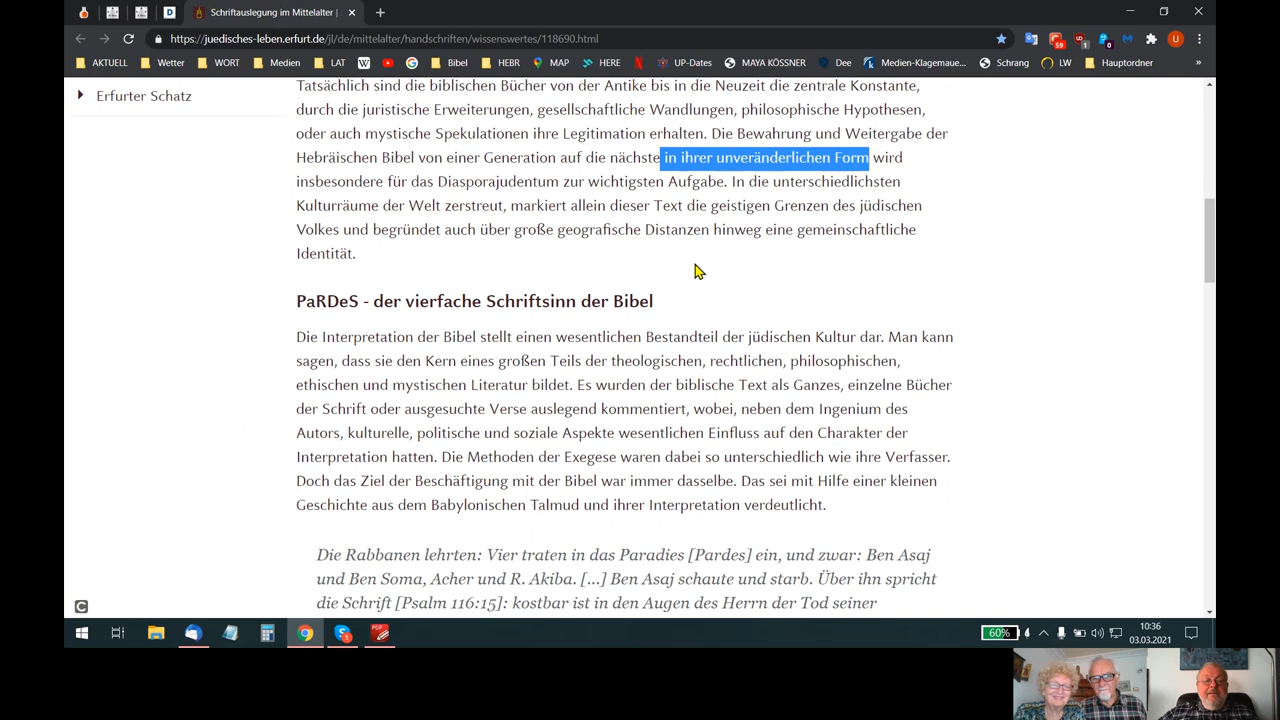 Schriftauslegung im Mittelalter |
https://juedisches-leben.erfurt.de/jl/de/mittelalter/handschriften/wissenswertes/118690.html
AKTUELL Wetter WORT Medien LAT Bibel HEBR MAP HERE UP-Dates MAYA KÖSSNER Dee / Medien-Klagemaue... Schrang LW Hauptordner »
Erfurter Schatz
Tatsächlich sind die biblischen Bücher von der Antike bis in die Neuzeit die zentrale Konstante,
durch die juristische Erweiterungen, gesellschaftliche Wandlungen, philosophische Hypothesen,
oder auch mystische Spekulationen ihre Legitimation erhalten. Die Bewahrung und Weitergabe der
Hebräischen Bibel von einer Generation auf die nächste in ihrer unveränderlichen Form wird
insbesondere für das Diasporajudentum zur wichtigsten Aufgabe. In die unterschiedlichsten
Kulturräume der Welt zerstreut, markiert allein dieser Text die geistigen Grenzen des jüdischen
Volkes und begründet auch über große geografische Distanzen hinweg eine gemeinschaftliche
Identität.
PaRDeS - der vierfache Schriftsinn der Bibel
Die Interpretation der Bibel stellt einen wesentlichen Bestandteil der jüdischen Kultur dar. Man kann
sagen, dass sie den Kern eines großen Teils der theologischen, rechtlichen, philosophischen,
ethischen und mystischen Literatur bildet. Es wurden der biblische Text als Ganzes, einzelne Bücher
der Schrift oder ausgesuchte Verse auslegend kommentiert, wobei, neben dem Ingenium des
Autors, kulturelle, politische und soziale Aspekte wesentlichen Einfluss auf den Charakter der
Interpretation hatten. Die Methoden der Exegese waren dabei so unterschiedlich wie ihre Verfasser.
Doch das Ziel der Beschäftigung mit der Bibel war immer dasselbe. Das sei mit Hilfe einer kleinen
Geschichte aus dem Babylonischen Talmud und ihrer Interpretation verdeutlicht.
Die Rabbanen lehrten: Vier traten in das Paradies [Pardes] ein, und zwar: Ben Asaj
und Ben Soma, Acher und R. Akiba. [...] Ben Asaj schaute und starb. Über ihn spricht
die Schrift [Psalm 116:15]: kostbar ist in den Augen des Herrn der Tod seiner
60%
10:36
03.03.2021